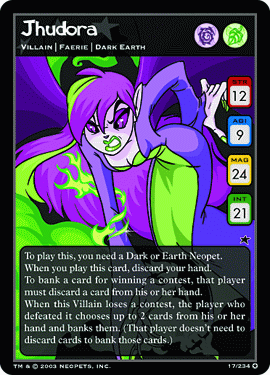 Jhudora
Villain | Faerie | Dark Earth
STR
12
AGI
9
MAG
24
INT
21
To play this, you need a Dark or Earth Neopet.
When you play this card, discard your hand.
To bank a card for winning a contest, that player
must discard a card from his or her hand.
When this Villain loses a contest, the player who
defeated it chooses up to 2 cards from his or her
hand and banks them. (That player doesn't need to
discard cards to bank those cards.)
TM & © 2003 NEOPETS, INC.
17/234